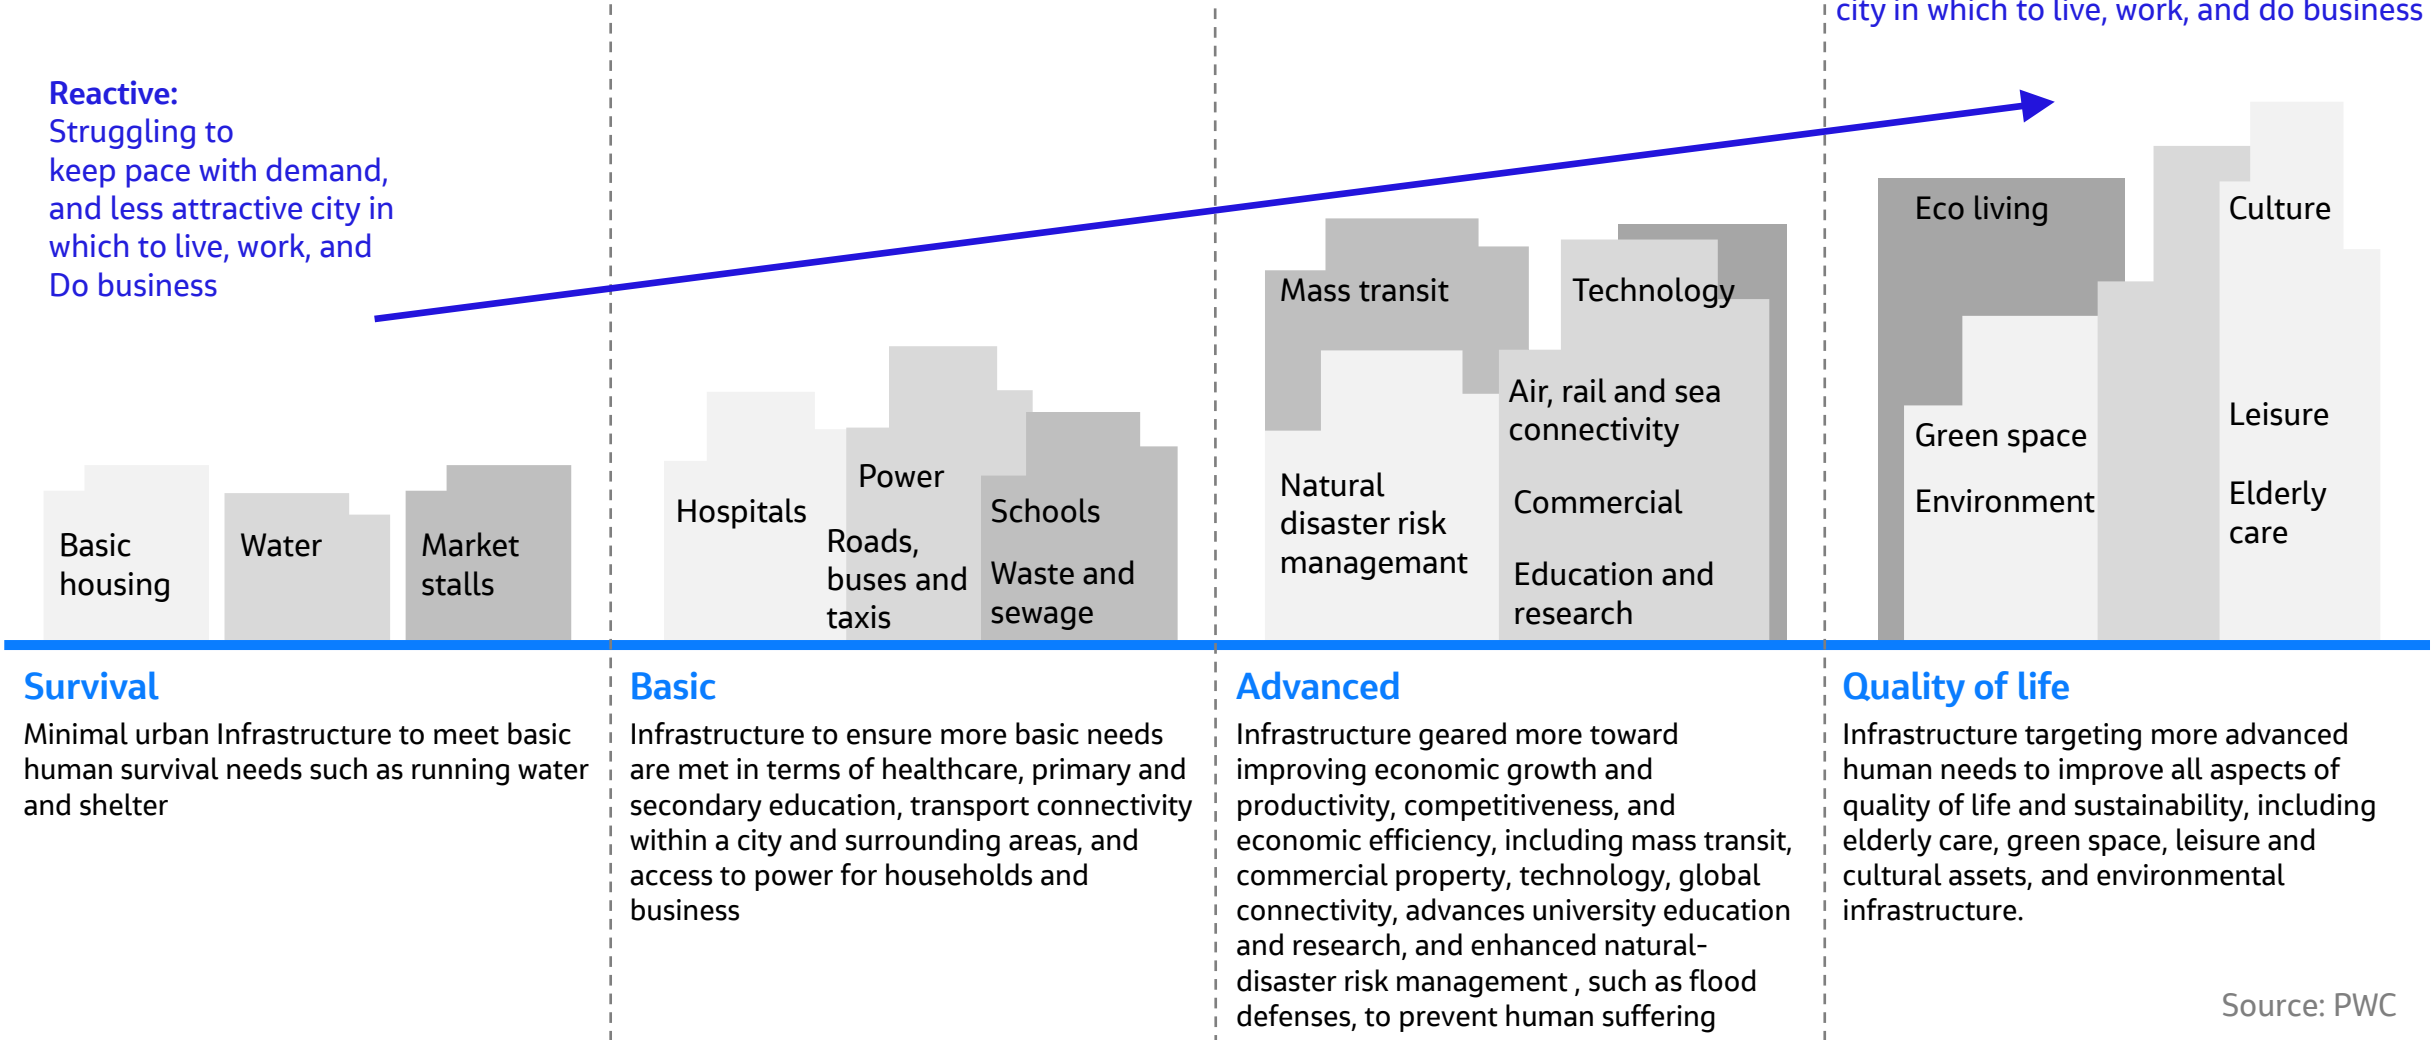 city in which to live, work, and do business
Reactive:
Struggling to
keep pace with demand,
and less attractive city in
which to live, work, and
Do business
Basic
housing
Water
Market
stalls
Hospitals
Power
Roads,
buses and
taxis
Schools
Waste and
sewage
Mass transit
Natural
disaster risk
managemant
Technology
Air, rail and sea
connectivity
Commercial
Education and
research
Eco living
Green space
Environment
Culture
Leisure
Elderly
care
Survival
Minimal urban Infrastructure to meet basic
human survival needs such as running water
and shelter
Basic
Infrastructure to ensure more basic needs
are met in terms of healthcare, primary and
secondary education, transport connectivity
within a city and surrounding areas, and
access to power for households and
business
Advanced
Infrastructure geared more toward
improving economic growth and
productivity, competitiveness, and
economic efficiency, including mass transit,
commercial property, technology, global
connectivity, advances university education
and research, and enhanced natural-
disaster risk management , such as flood
defenses, to prevent human suffering
Quality of life
Infrastructure targeting more advanced
human needs to improve all aspects of
quality of life and sustainability, including
elderly care, green space, leisure and
cultural assets, and environmental
infrastructure.
Source: PWC